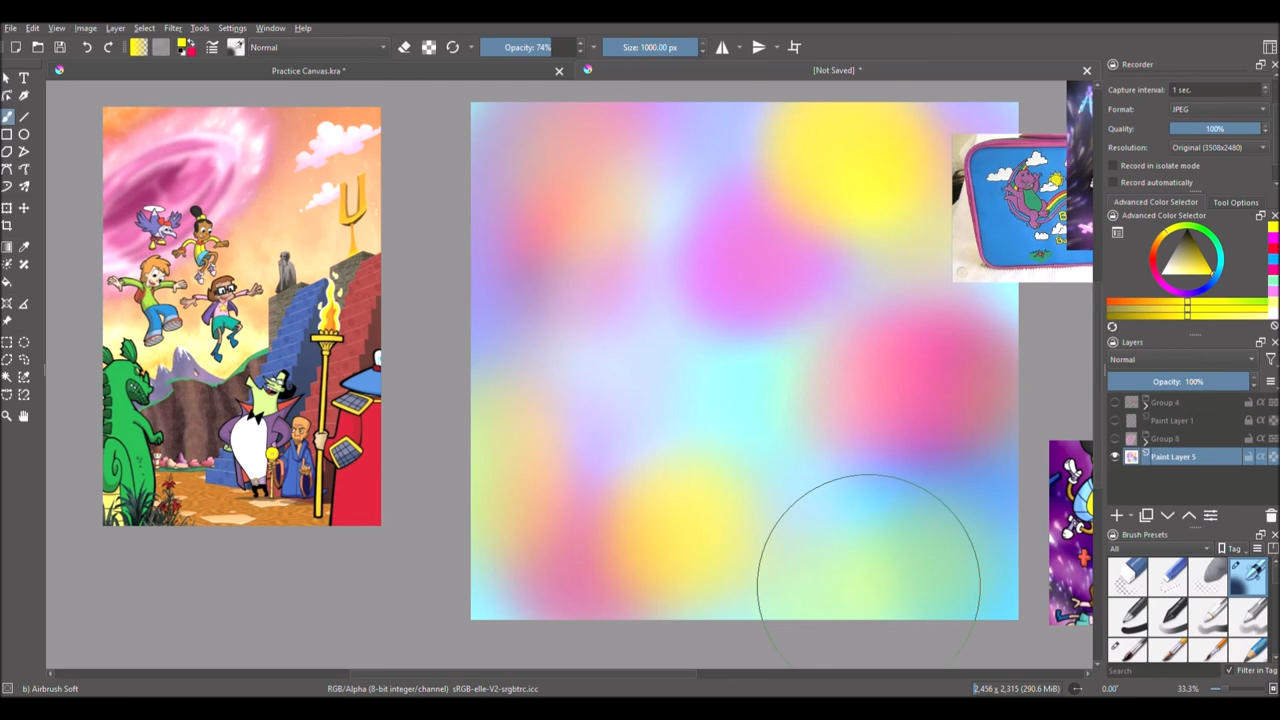 File Edit View Image Layer Select Filter Tools Settings Window Help
Normal
Opacity: 74%
Size: 1000.00 px
Practice Canvas.kra *
[Not Saved] *
Recorder
Capture interval: 1 sec.
Format: JPEG
Quality: 100%
Resolution: Original (3508x2480)
Record in isolate mode
Record automatically
Advanced Color Selector Tool Options
Advanced Color Selector
Layers
Normal
Opacity: 100%
Group 4
Paint Layer 1
Group 8
Paint Layer 5
Brush Presets
All
Tag
Search
Filter in Tag
b) Airbrush Soft
RGB/Alpha (8-bit integer/channel) sRGB-elle-V2-srgbtrc.icc
2,456 x 2,315 (290.6 MiB)
0.00°
33.3%